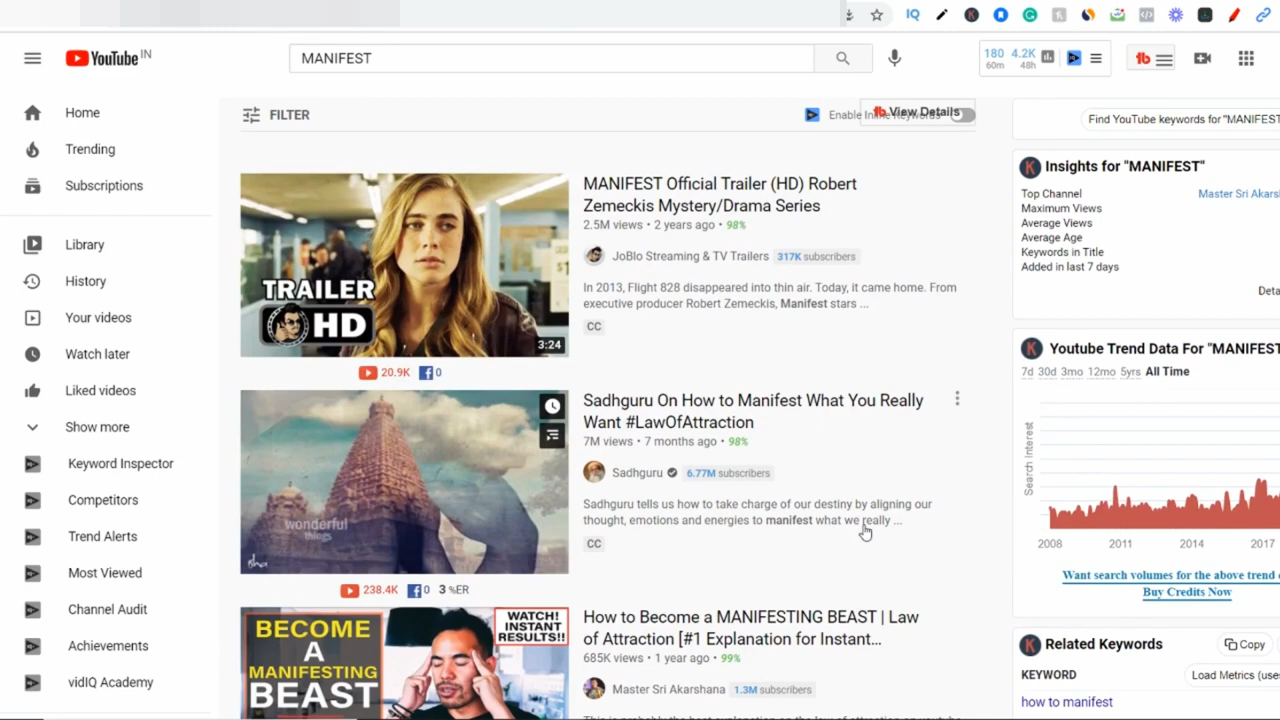 YouTube IN
MANIFEST
180 4.2K
60m 48h
Home
Trending
Subscriptions
Library
History
Your videos
Watch later
Liked videos
Show more
Keyword Inspector
Competitors
Trend Alerts
Most Viewed
Channel Audit
Achievements
vidIQ Academy
FILTER
Enable Inline Keywords
View Details
TRAILER
HD
3:24
MANIFEST Official Trailer (HD) Robert
Zemeckis Mystery/Drama Series
2.5M views • 2 years ago • 98%
JoBlo Streaming & TV Trailers 317K subscribers
In 2013, Flight 828 disappeared into thin air. Today, it came home. From
executive producer Robert Zemeckis, Manifest stars ...
CC
20.9K 0
wonderful
things
isha
Sadhguru On How to Manifest What You Really
Want #LawOfAttraction
7M views • 7 months ago • 98%
Sadhguru 6.77M subscribers
Sadhguru tells us how to take charge of our destiny by aligning our
thought, emotions and energies to manifest what we really ...
CC
238.4K 0 3 %ER
BECOME
A
MANIFESTING
BEAST
WATCH!
INSTANT
RESULTS!!
How to Become a MANIFESTING BEAST | Law
of Attraction [#1 Explanation for Instant...
685K views • 1 year ago • 99%
Master Sri Akarshana 1.3M subscribers
Find YouTube keywords for "MANIFEST
Insights for "MANIFEST"
Top Channel Master Sri Akarsh
Maximum Views
Average Views
Average Age
Keywords in Title
Added in last 7 days
Deta
Youtube Trend Data For "MANIFEST
7d 30d 3mo 12mo 5yrs All Time
Search Interest
2008 2011 2014 2017
Want search volumes for the above trend
Buy Credits Now
Related Keywords Copy
KEYWORD Load Metrics (uses
how to manifest